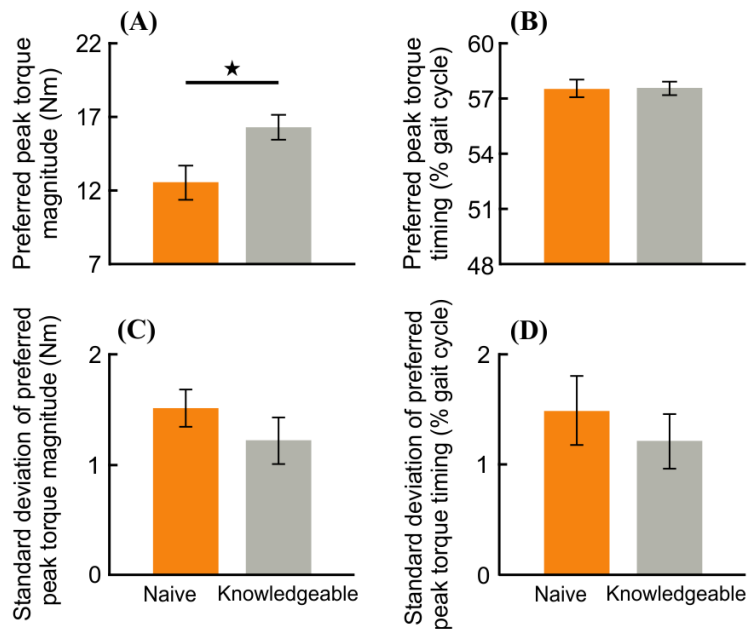 (A)
Preferred peak torque
magnitude (Nm)
22
17
12
7
★
(B)
Preferred peak torque
timing (% gait cycle)
60
57
54
51
48
(C)
Standard deviation of preferred
peak torque magnitude (Nm)
2
1
0
Naive Knowledgeable
(D)
Standard deviation of preferred
peak torque timing (% gait cycle)
2
1
0
Naive Knowledgeable